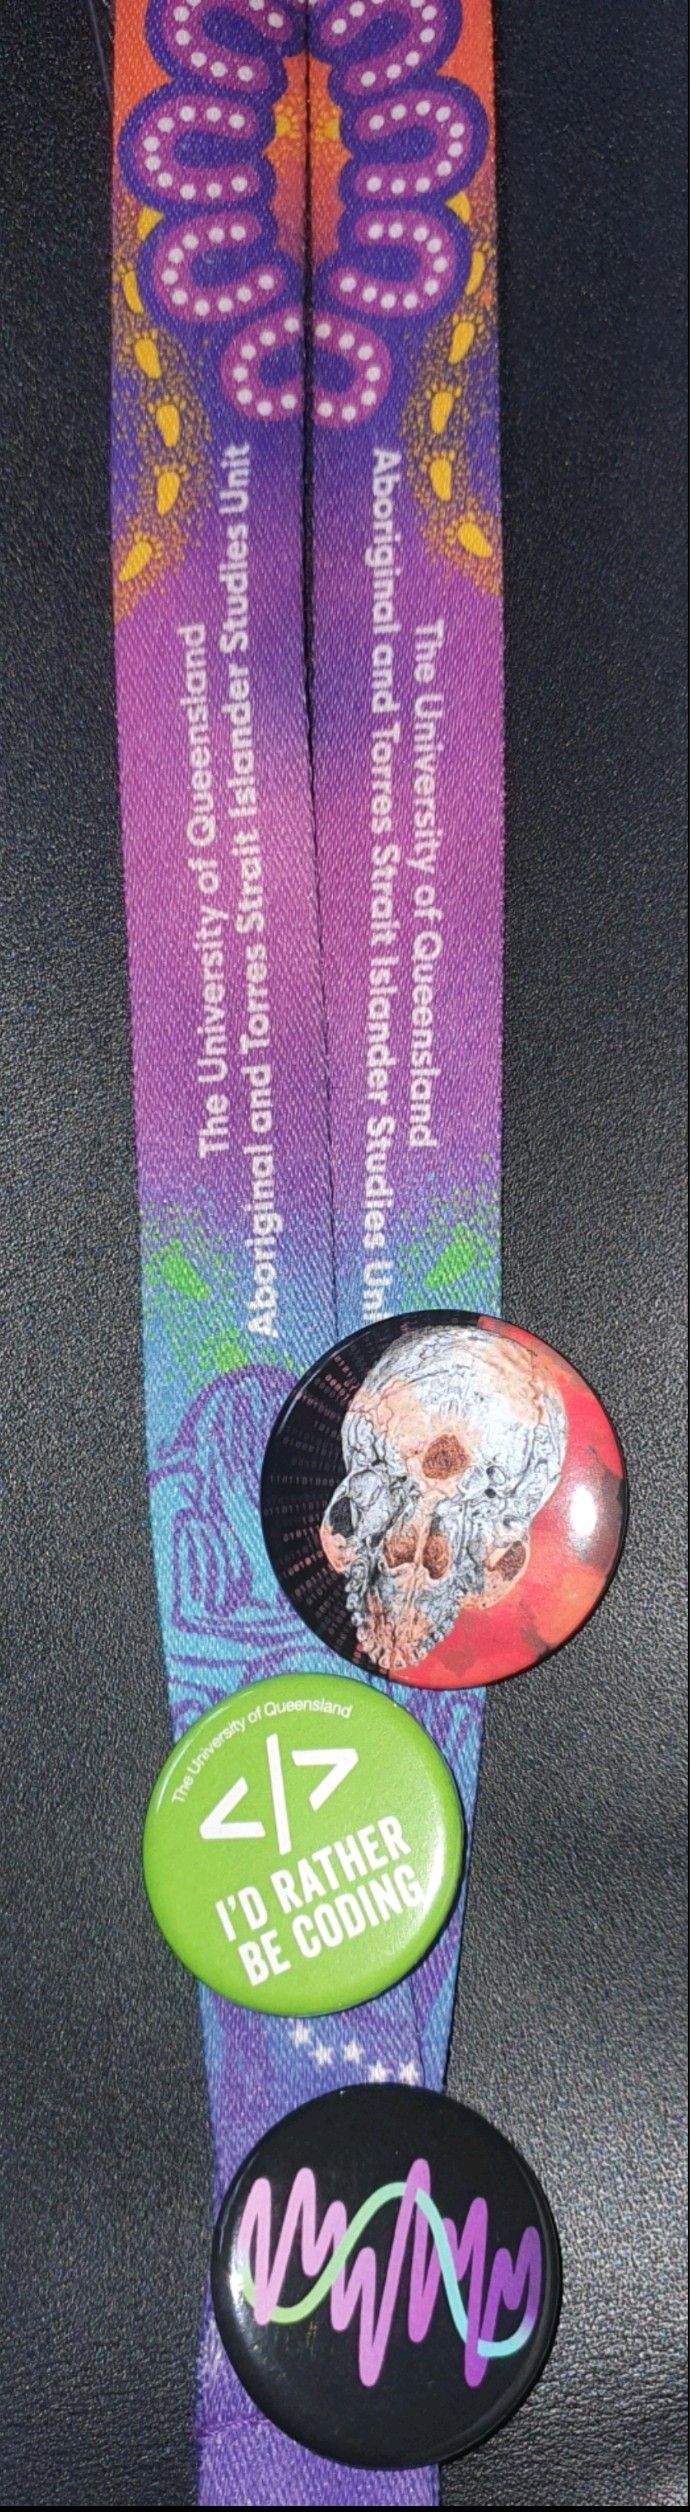 The University of Queensland
Aboriginal and Torres Strait Islander Studies Unit
The University of Queensland
Aboriginal and Torres Strait Islander Studies Uni
The University of Queensland
</>
I'D RATHER
BE CODING